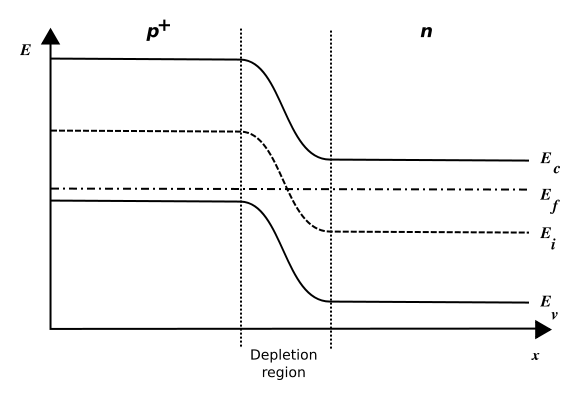 p+
n
E
Ec
Ef
Ei
Ev
Depletion
region
x